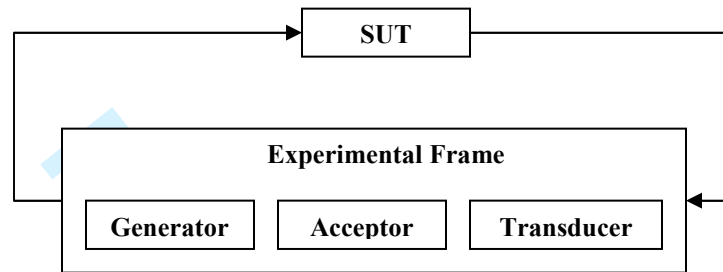 SUT
Experimental Frame
Generator
Acceptor
Transducer